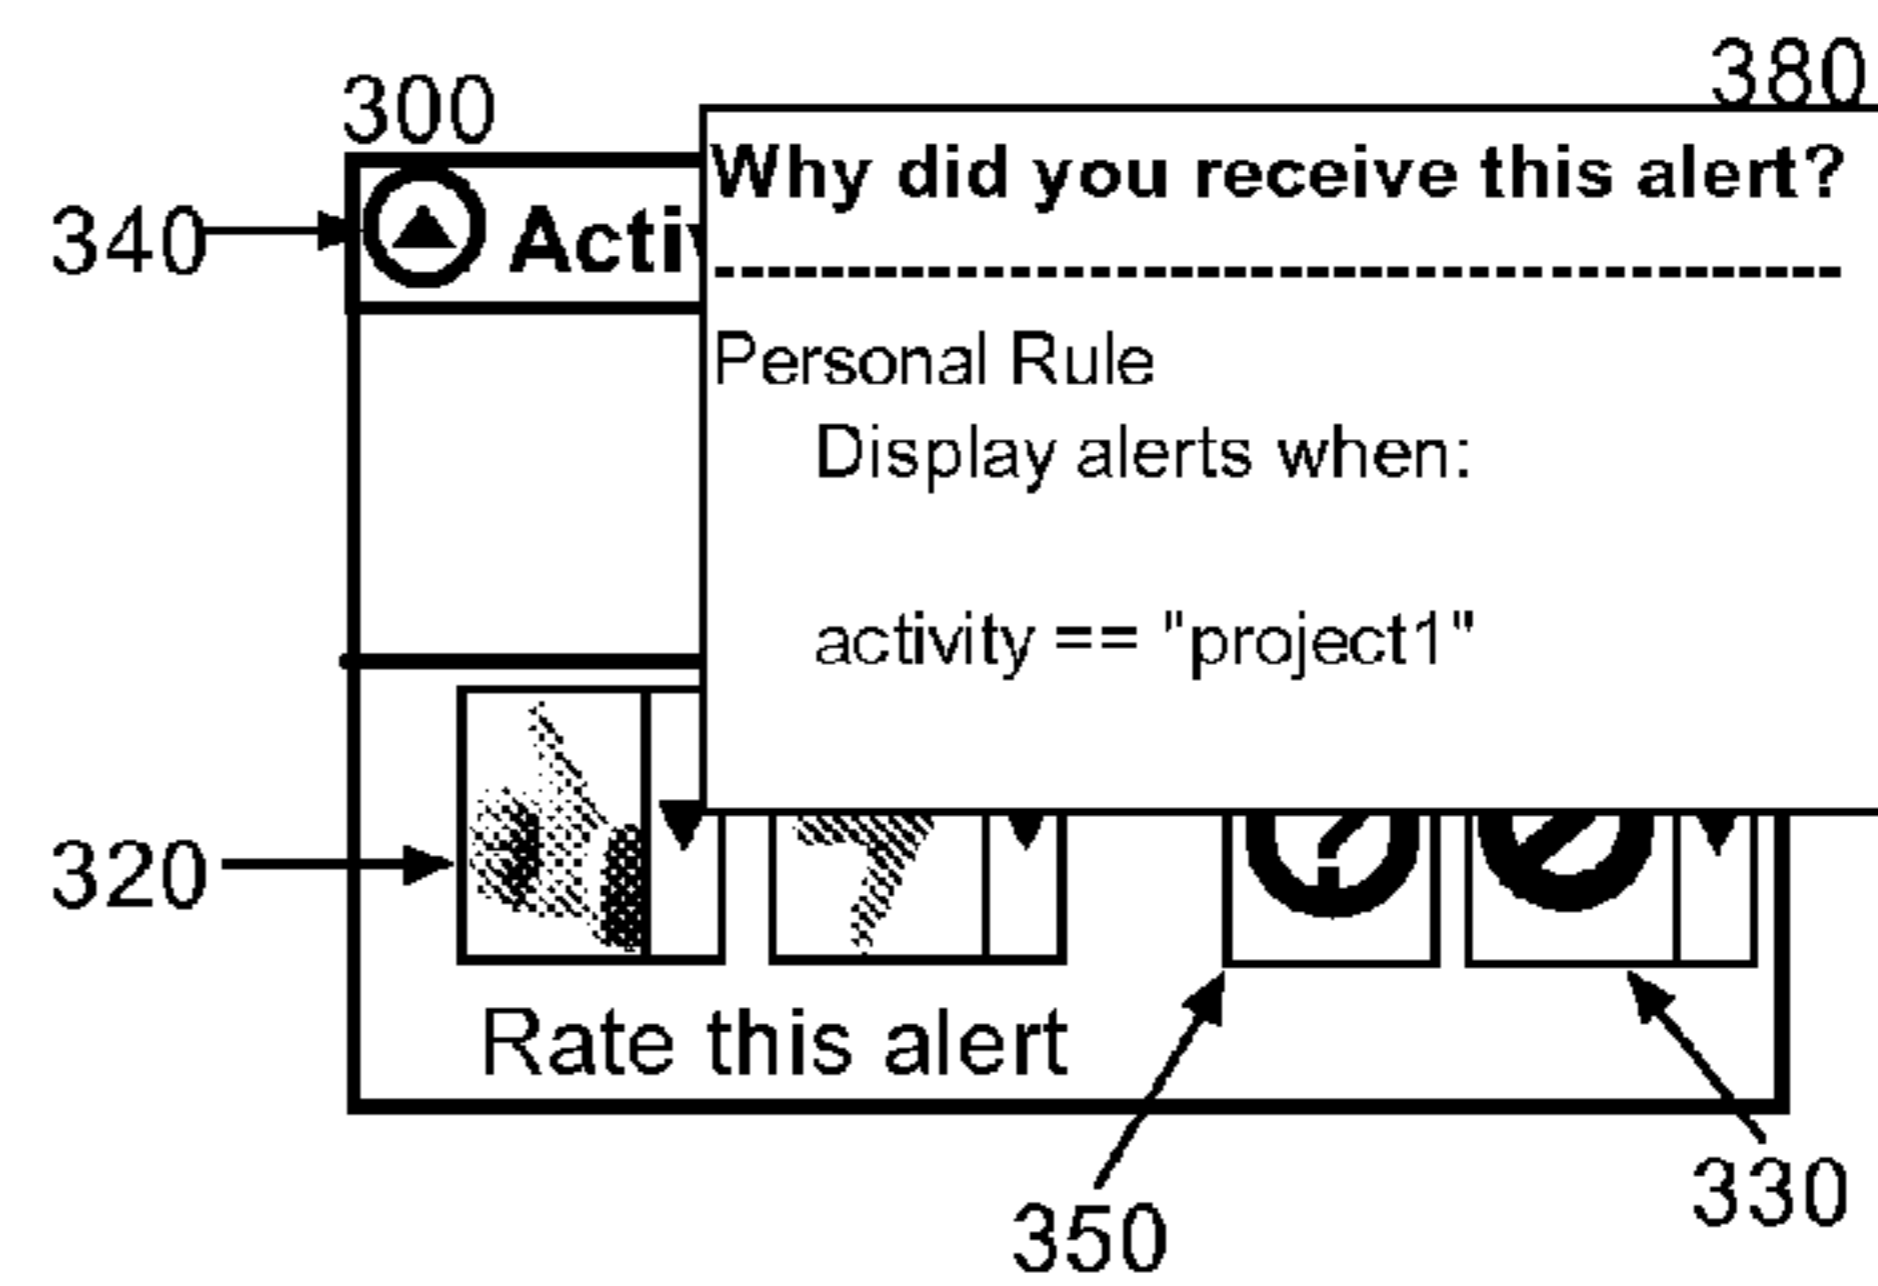 380
300
Why did you receive this alert?
340
Activ
Personal Rule
Display alerts when:
activity == "project1"
320
Rate this alert
350
330